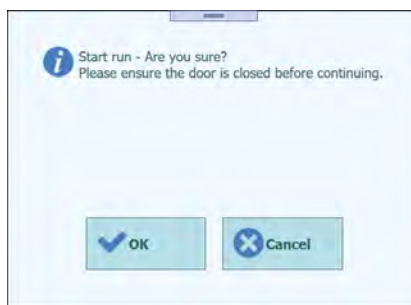 Start run - Are you sure?
Please ensure the door is closed before continuing.
OK
Cancel